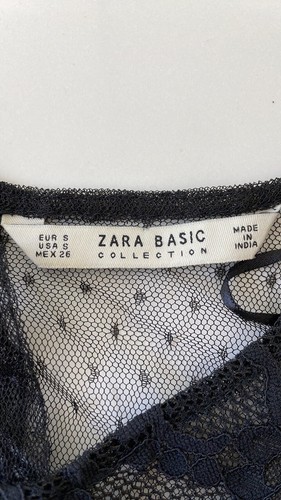 EUR S
USA S
MEX 26
ZARA BASIC
COLLECTION
MADE
IN
INDIA